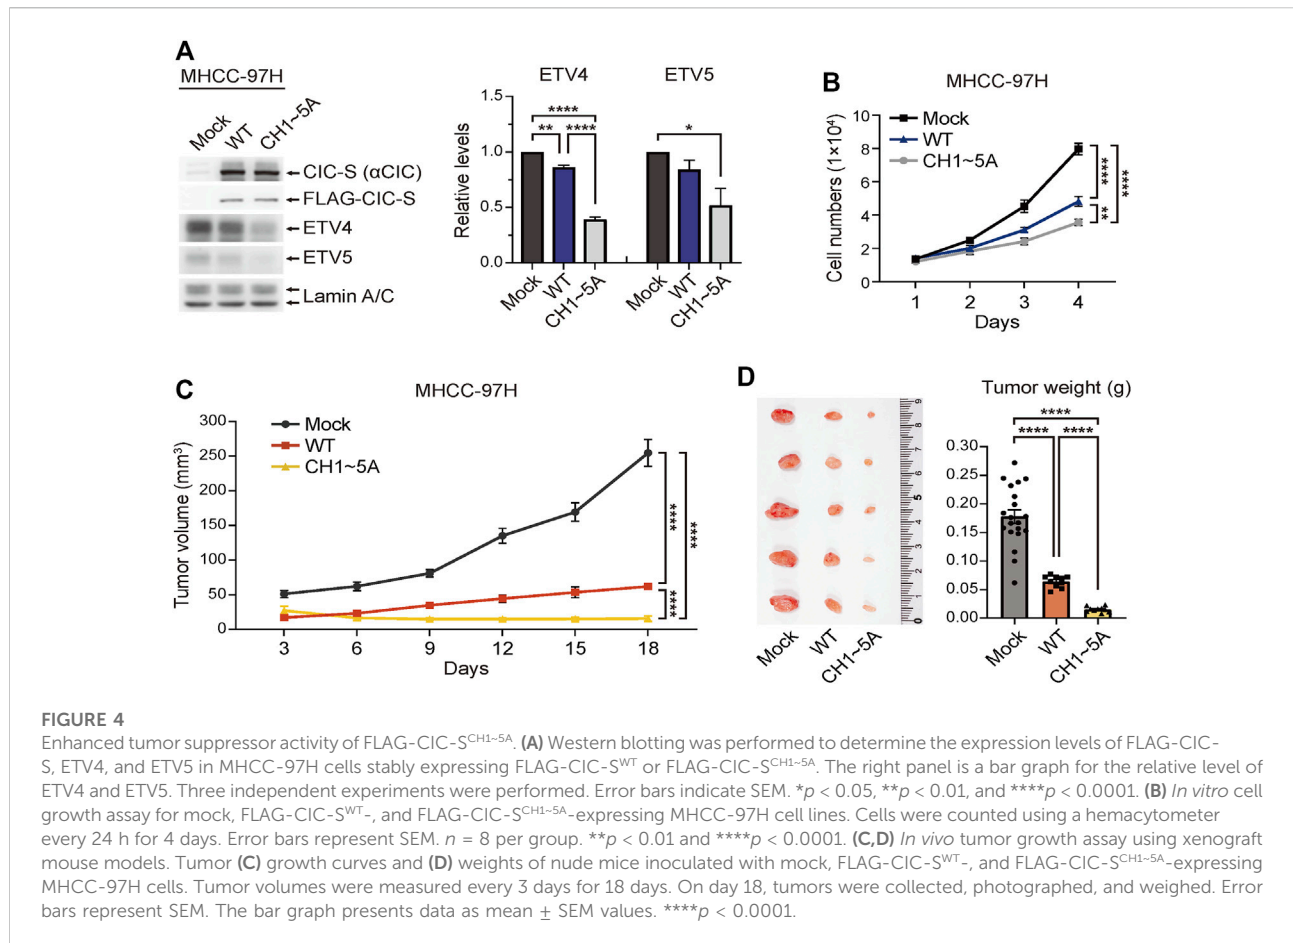 A
MHCC-97H
Mock
WT
CH1~5A
CIC-S (αCIC)
FLAG-CIC-S
ETV4
ETV5
Lamin A/C
ETV4
ETV5
Relative levels
1.5
1.0
0.5
0.0
****
** ****
*
Mock
WT
CH1~5A
Mock
WT
CH1~5A
B
MHCC-97H
Mock
WT
CH1~5A
Cell numbers (1×10⁴)
10
8
6
4
2
0
1 2 3 4
Days
****
**
****
C
MHCC-97H
Mock
WT
CH1~5A
Tumor volume (mm³)
300
250
200
150
100
50
0
3 6 9 12 15 18
Days
****
****
****
D
9
8
7
6
5
4
3
2
1
0
Mock
WT
CH1~5A
Tumor weight (g)
****
**** ****
0.30
0.20
0.15
0.10
0.05
0.00
Mock
WT
CH1~5A
FIGURE 4
Enhanced tumor suppressor activity of FLAG-CIC-S^CH1~5A. (A) Western blotting was performed to determine the expression levels of FLAG-CIC-
S, ETV4, and ETV5 in MHCC-97H cells stably expressing FLAG-CIC-S^WT or FLAG-CIC-S^CH1~5A. The right panel is a bar graph for the relative level of
ETV4 and ETV5. Three independent experiments were performed. Error bars indicate SEM. *p < 0.05, **p < 0.01, and ****p < 0.0001. (B) In vitro cell
growth assay for mock, FLAG-CIC-S^WT-, and FLAG-CIC-S^CH1~5A-expressing MHCC-97H cell lines. Cells were counted using a hemacytometer
every 24 h for 4 days. Error bars represent SEM. n = 8 per group. **p < 0.01 and ****p < 0.0001. (C,D) In vivo tumor growth assay using xenograft
mouse models. Tumor (C) growth curves and (D) weights of nude mice inoculated with mock, FLAG-CIC-S^WT-, and FLAG-CIC-S^CH1~5A-expressing
MHCC-97H cells. Tumor volumes were measured every 3 days for 18 days. On day 18, tumors were collected, photographed, and weighed. Error
bars represent SEM. The bar graph presents data as mean ± SEM values. ****p < 0.0001.